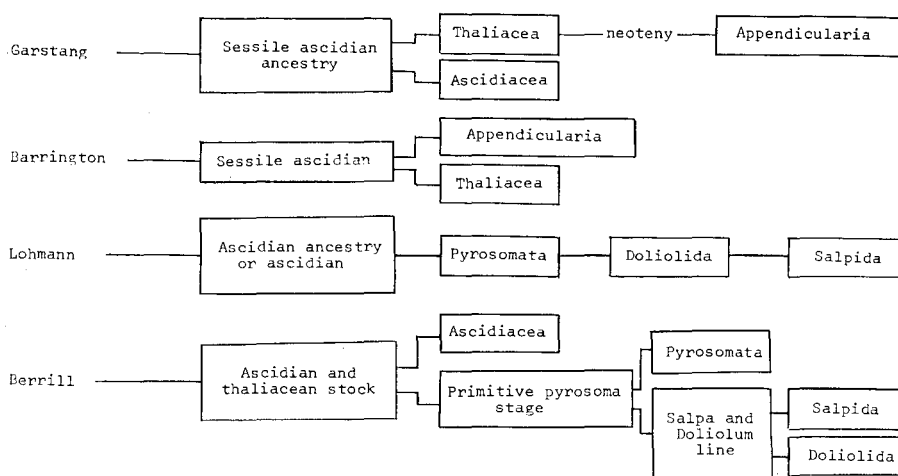 Garstang
Sessile ascidian
ancestry
Thaliacea
neoteny
Appendicularia
Ascidiacea
Barrington
Sessile ascidian
Appendicularia
Thaliacea
Lohmann
Ascidian ancestry
or ascidian
Pyrosomata
Doliolida
Salpida
Berrill
Ascidian and
thaliacean stock
Ascidiacea
Primitive pyrosoma
stage
Pyrosomata
Salpa and
Doliolum
line
Salpida
Doliolida